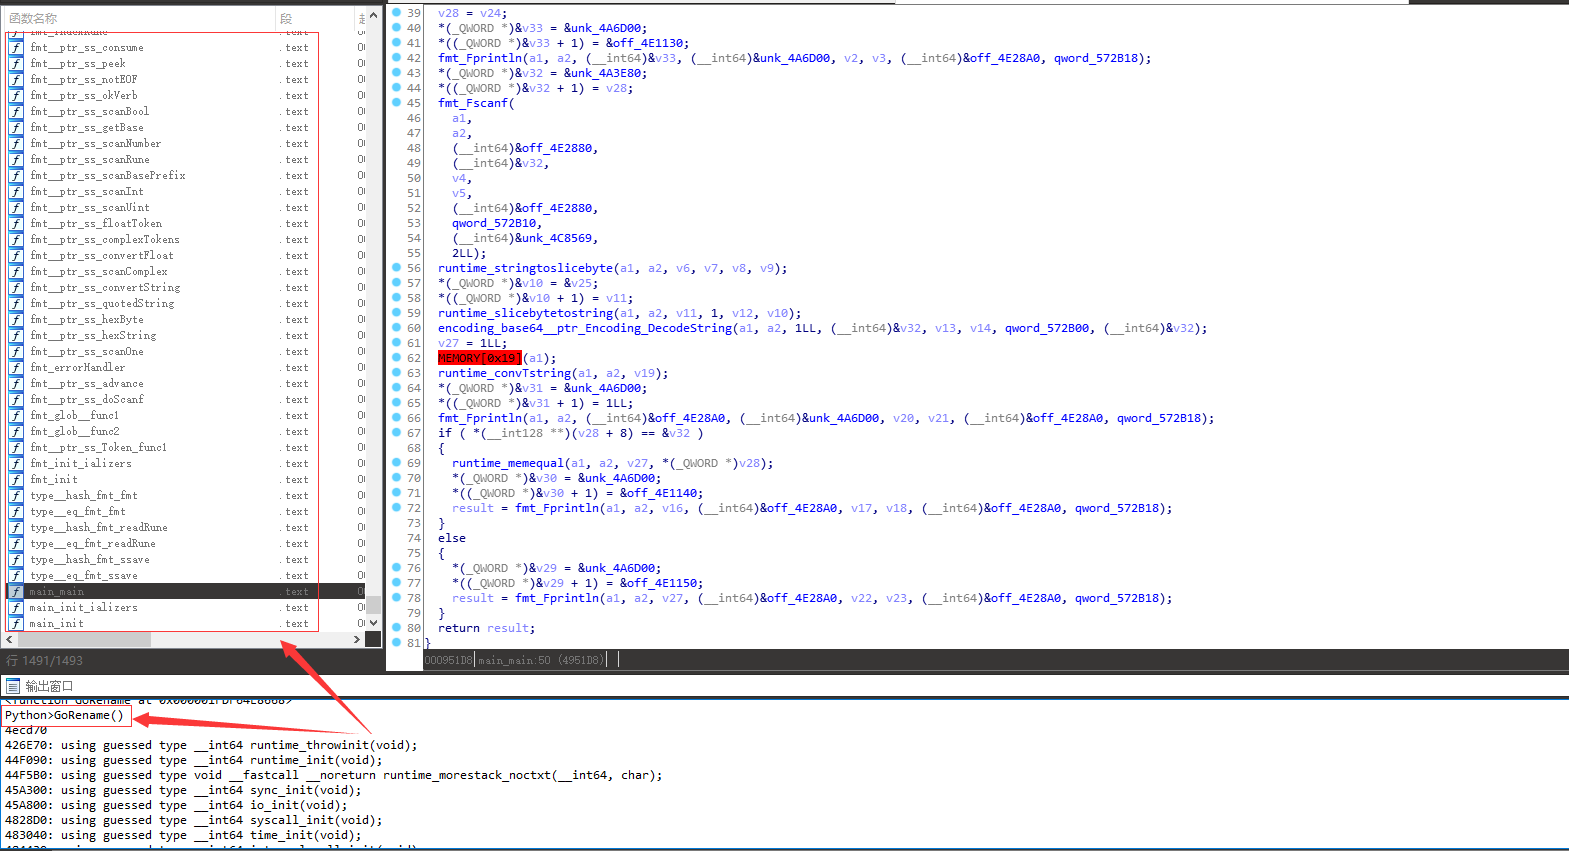 函数名称 段
fmt__ptr_ss_consume .text
fmt__ptr_ss_peek .text
fmt__ptr_ss_notEOF .text
fmt__ptr_ss_okVerb .text
fmt__ptr_ss_scanBool .text
fmt__ptr_ss_getBase .text
fmt__ptr_ss_scanNumber .text
fmt__ptr_ss_scanRune .text
fmt__ptr_ss_scanBasePrefix .text
fmt__ptr_ss_scanInt .text
fmt__ptr_ss_scanUint .text
fmt__ptr_ss_floatToken .text
fmt__ptr_ss_complexTokens .text
fmt__ptr_ss_convertFloat .text
fmt__ptr_ss_scanComplex .text
fmt__ptr_ss_convertString .text
fmt__ptr_ss_quotedString .text
fmt__ptr_ss_hexByte .text
fmt__ptr_ss_hexString .text
fmt__ptr_ss_scanOne .text
fmt_errorHandler .text
fmt__ptr_ss_advance .text
fmt__ptr_ss_doScanf .text
fmt_glob__func1 .text
fmt_glob__func2 .text
fmt__ptr_ss_Token_func1 .text
fmt_init_ializers .text
fmt_init .text
type__hash_fmt_fmt .text
type__eq_fmt_fmt .text
type__hash_fmt_readRune .text
type__eq_fmt_readRune .text
type__hash_fmt_ssave .text
type__eq_fmt_ssave .text
main_main .text
main_init_ializers .text
main_init .text
行 1491/1493
39 v28 = v24;
40 *(_QWORD *)&v33 = &unk_4A6D00;
41 *((_QWORD *)&v33 + 1) = &off_4E1130;
42 fmt_Fprintln(a1, a2, (__int64)&v33, (__int64)&unk_4A6D00, v2, v3, (__int64)&off_4E28A0, qword_572B18);
43 *(_QWORD *)&v32 = &unk_4A3E80;
44 *((_QWORD *)&v32 + 1) = v28;
45 fmt_Fscanf(
46 a1,
47 a2,
48 (__int64)&off_4E2880,
49 (__int64)&v32,
50 v4,
51 v5,
52 (__int64)&off_4E2880,
53 qword_572B10,
54 (__int64)&unk_4C8569,
55 2LL);
56 runtime_stringtoslicebyte(a1, a2, v6, v7, v8, v9);
57 *(_QWORD *)&v10 = &v25;
58 *((_QWORD *)&v10 + 1) = v11;
59 runtime_slicebytetostring(a1, a2, v11, 1, v12, v10);
60 encoding_base64__ptr_Encoding_DecodeString(a1, a2, 1LL, (__int64)&v32, v13, v14, qword_572B00, (__int64)&v32);
61 v27 = 1LL;
62 MEMORY[0x19](a1);
63 runtime_convTstring(a1, a2, v19);
64 *(_QWORD *)&v31 = &unk_4A6D00;
65 *((_QWORD *)&v31 + 1) = 1LL;
66 fmt_Fprintln(a1, a2, (__int64)&off_4E28A0, (__int64)&unk_4A6D00, v20, v21, (__int64)&off_4E28A0, qword_572B18);
67 if ( *(__int128 **)(v28 + 8) == &v32 )
68 {
69 runtime_memequal(a1, a2, v27, *(_QWORD *)v28);
70 *(_QWORD *)&v30 = &unk_4A6D00;
71 *((_QWORD *)&v30 + 1) = &off_4E1140;
72 result = fmt_Fprintln(a1, a2, v16, (__int64)&off_4E28A0, v17, v18, (__int64)&off_4E28A0, qword_572B18);
73 }
74 else
75 {
76 *(_QWORD *)&v29 = &unk_4A6D00;
77 *((_QWORD *)&v29 + 1) = &off_4E1150;
78 result = fmt_Fprintln(a1, a2, v27, (__int64)&off_4E28A0, v22, v23, (__int64)&off_4E28A0, qword_572B18);
79 }
80 return result;
81 }
000951D8 main_main:50 (4951D8)
输出窗口
Python>GoRename()
4ecd70
426E70: using guessed type __int64 runtime_throwinit(void);
44F090: using guessed type __int64 runtime_init(void);
44F5B0: using guessed type void __fastcall __noreturn runtime_morestack_noctxt(__int64, char);
45A300: using guessed type __int64 sync_init(void);
45A800: using guessed type __int64 io_init(void);
4828D0: using guessed type __int64 syscall_init(void);
483040: using guessed type __int64 time_init(void);